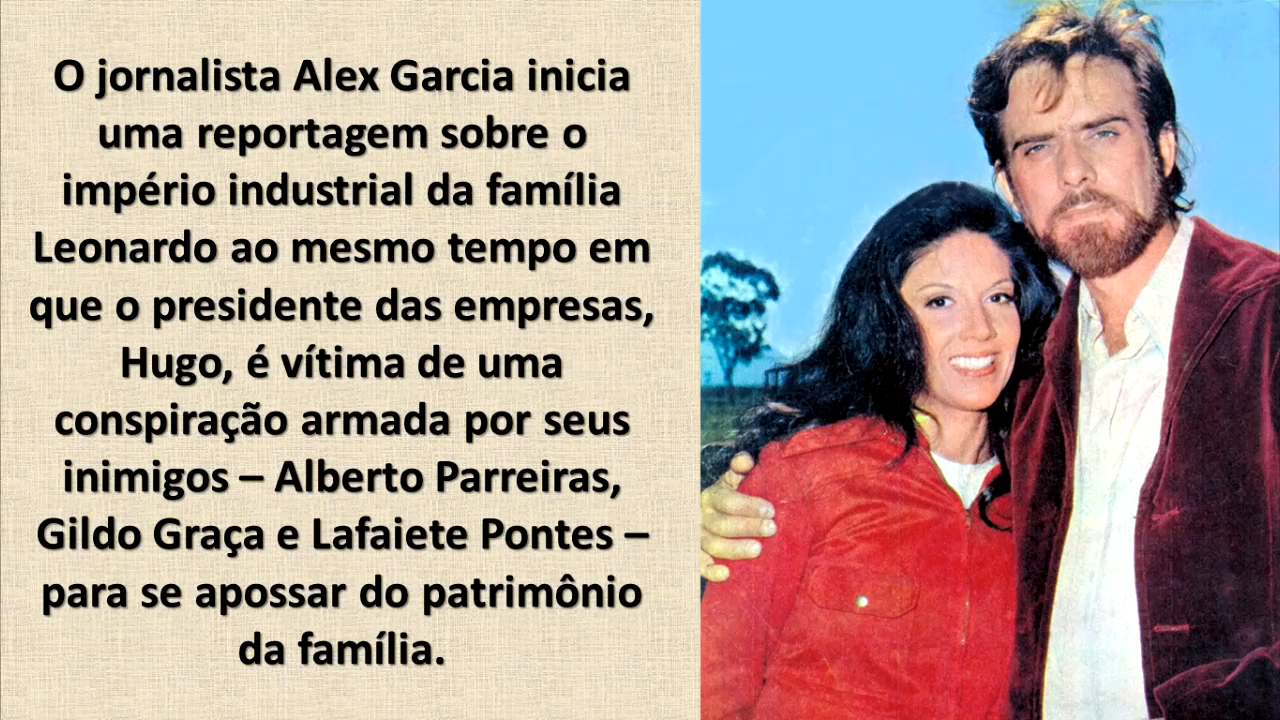 O jornalista Alex Garcia inicia
uma reportagem sobre o
império industrial da família
Leonardo ao mesmo tempo em
que o presidente das empresas,
Hugo, é vítima de uma
conspiração armada por seus
inimigos – Alberto Parreiras,
Gildo Graça e Lafaiete Pontes –
para se apossar do patrimônio
da família.